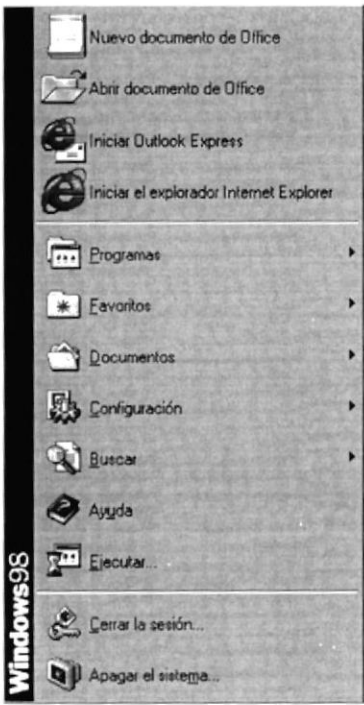 Nuevo documento de Office
Abrir documento de Office
Iniciar Outlook Express
Iniciar el explorador Internet Explorer
Programas
Favoritos
Documentos
Configuración
Buscar
Ayuda
Ejecutar...
Cerrar la sesión...
Apagar el sistema...
Windows98